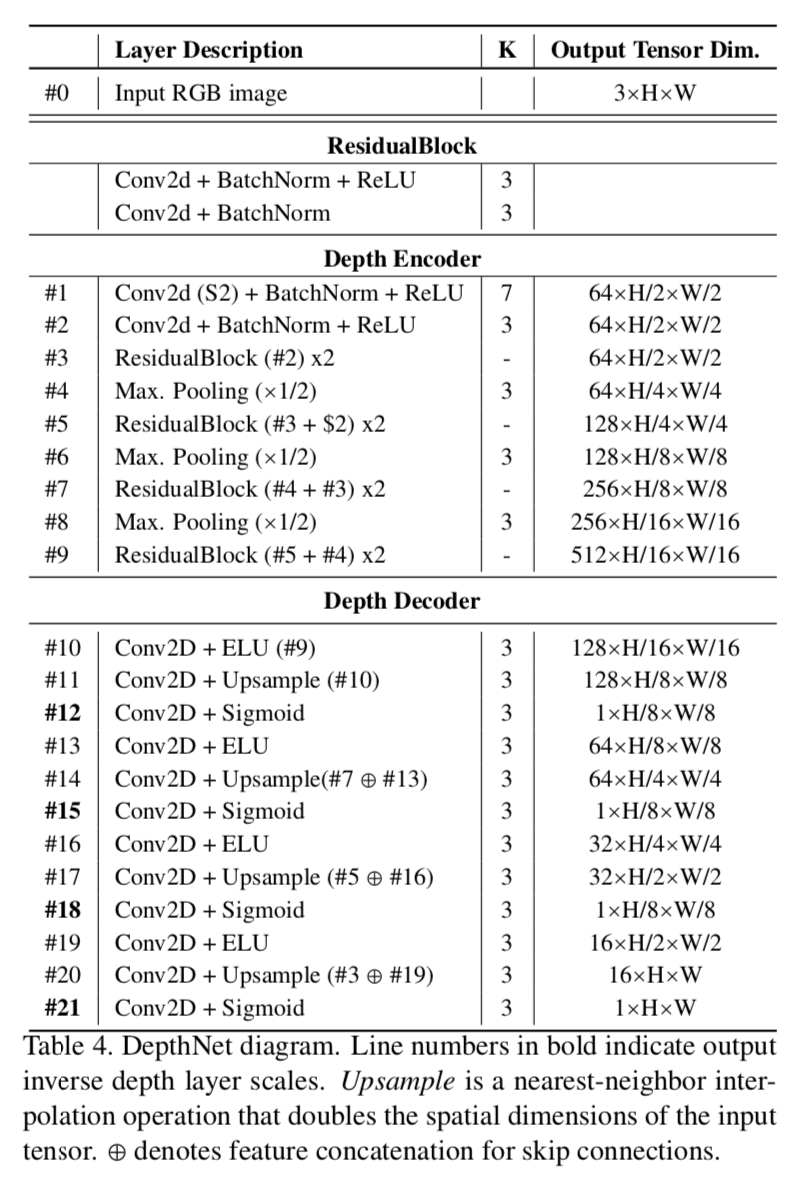 Layer Description K Output Tensor Dim.
#0 Input RGB image 3×H×W
ResidualBlock
Conv2d + BatchNorm + ReLU 3
Conv2d + BatchNorm 3
Depth Encoder
#1 Conv2d (S2) + BatchNorm + ReLU 7 64×H/2×W/2
#2 Conv2d + BatchNorm + ReLU 3 64×H/2×W/2
#3 ResidualBlock (#2) x2 - 64×H/2×W/2
#4 Max. Pooling (×1/2) 3 64×H/4×W/4
#5 ResidualBlock (#3 + $2) x2 - 128×H/4×W/4
#6 Max. Pooling (×1/2) 3 128×H/8×W/8
#7 ResidualBlock (#4 + #3) x2 - 256×H/8×W/8
#8 Max. Pooling (×1/2) 3 256×H/16×W/16
#9 ResidualBlock (#5 + #4) x2 - 512×H/16×W/16
Depth Decoder
#10 Conv2D + ELU (#9) 3 128×H/16×W/16
#11 Conv2D + Upsample (#10) 3 128×H/8×W/8
#12 Conv2D + Sigmoid 3 1×H/8×W/8
#13 Conv2D + ELU 3 64×H/8×W/8
#14 Conv2D + Upsample(#7 ⊕ #13) 3 64×H/4×W/4
#15 Conv2D + Sigmoid 3 1×H/8×W/8
#16 Conv2D + ELU 3 32×H/4×W/4
#17 Conv2D + Upsample (#5 ⊕ #16) 3 32×H/2×W/2
#18 Conv2D + Sigmoid 3 1×H/8×W/8
#19 Conv2D + ELU 3 16×H/2×W/2
#20 Conv2D + Upsample (#3 ⊕ #19) 3 16×H×W
#21 Conv2D + Sigmoid 3 1×H×W
Table 4. DepthNet diagram. Line numbers in bold indicate output
inverse depth layer scales. Upsample is a nearest-neighbor inter-
polation operation that doubles the spatial dimensions of the input
tensor. ⊕ denotes feature concatenation for skip connections.